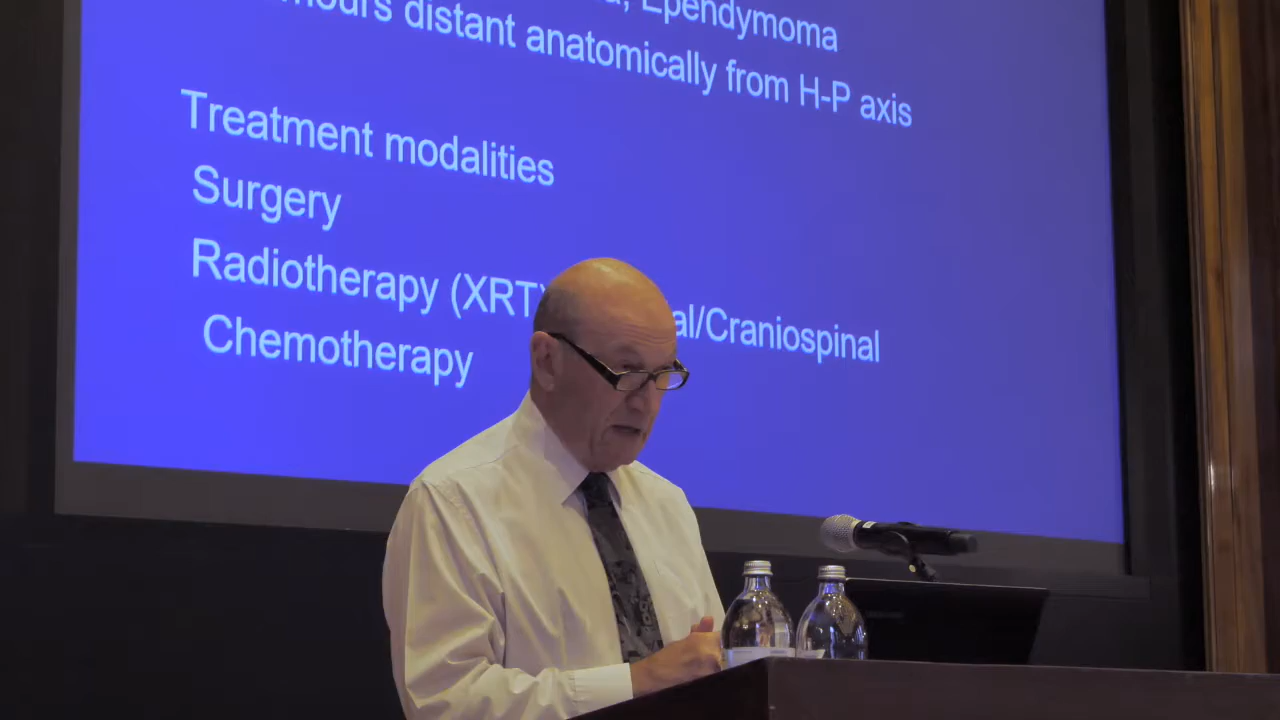 Ependymoma
distant anatomically from H-P axis
Treatment modalities
Surgery
Radiotherapy (XRT) al/Craniospinal
Chemotherapy